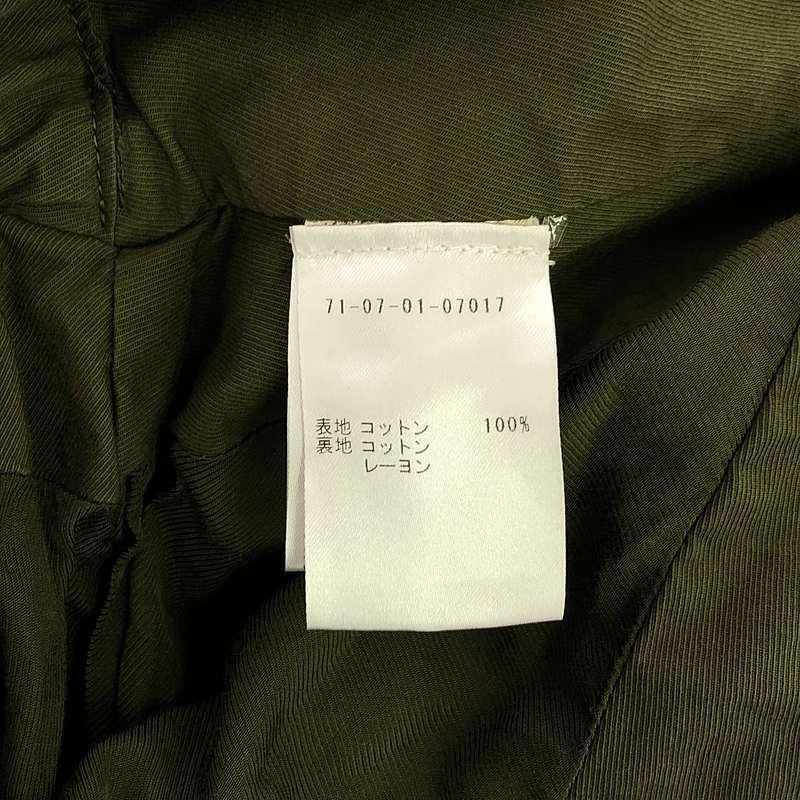 71-07-01-07017
表地 コットン 100%
裏地 コットン
レーヨン